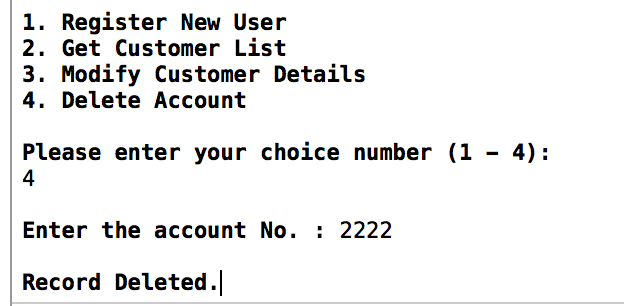 1. Register New User
2. Get Customer List
3. Modify Customer Details
4. Delete Account
Please enter your choice number (1 – 4):
4
Enter the account No. : 2222
Record Deleted.